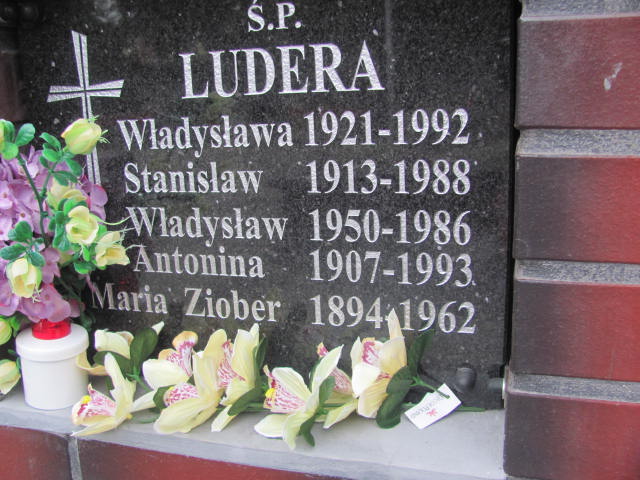 Ś.P.
LUDERA
Władysława 1921-1992
Stanisław 1913-1988
Władysław 1950-1986
Antonina 1907-1993
Maria Ziober 1894-1962